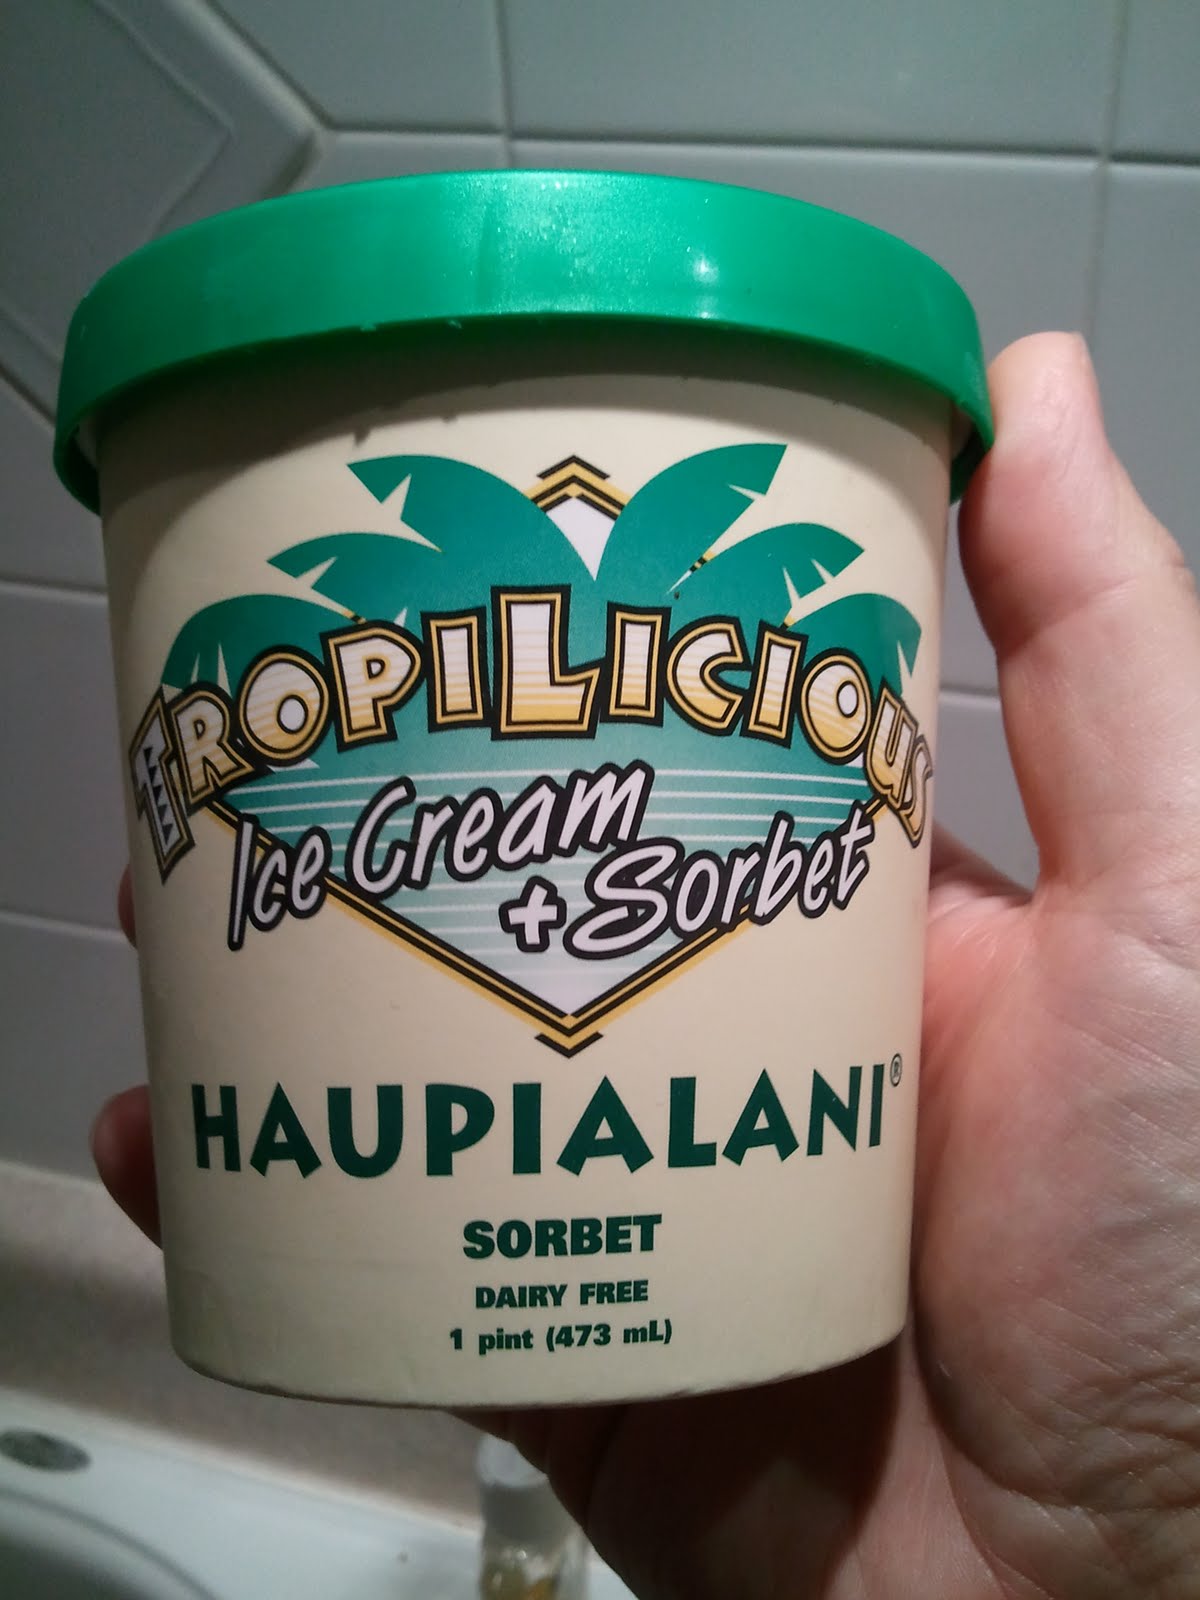 TROPILICIOUS
Ice Cream
+ Sorbet
HAUPIALANI®
SORBET
DAIRY FREE
1 pint (473 mL)